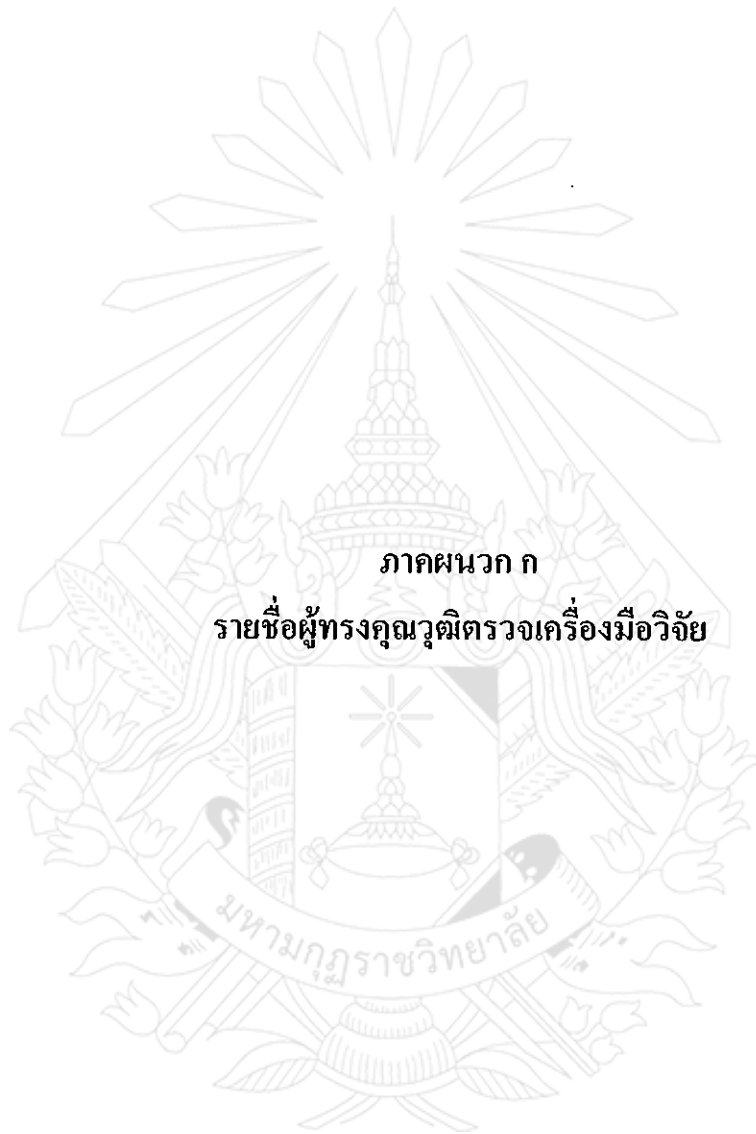 ภาคผนวก ก
รายชื่อผู้ทรงคุณวุฒิตรวจเครื่องมือวิจัย
มหามกุฏราชวิทยาลัย